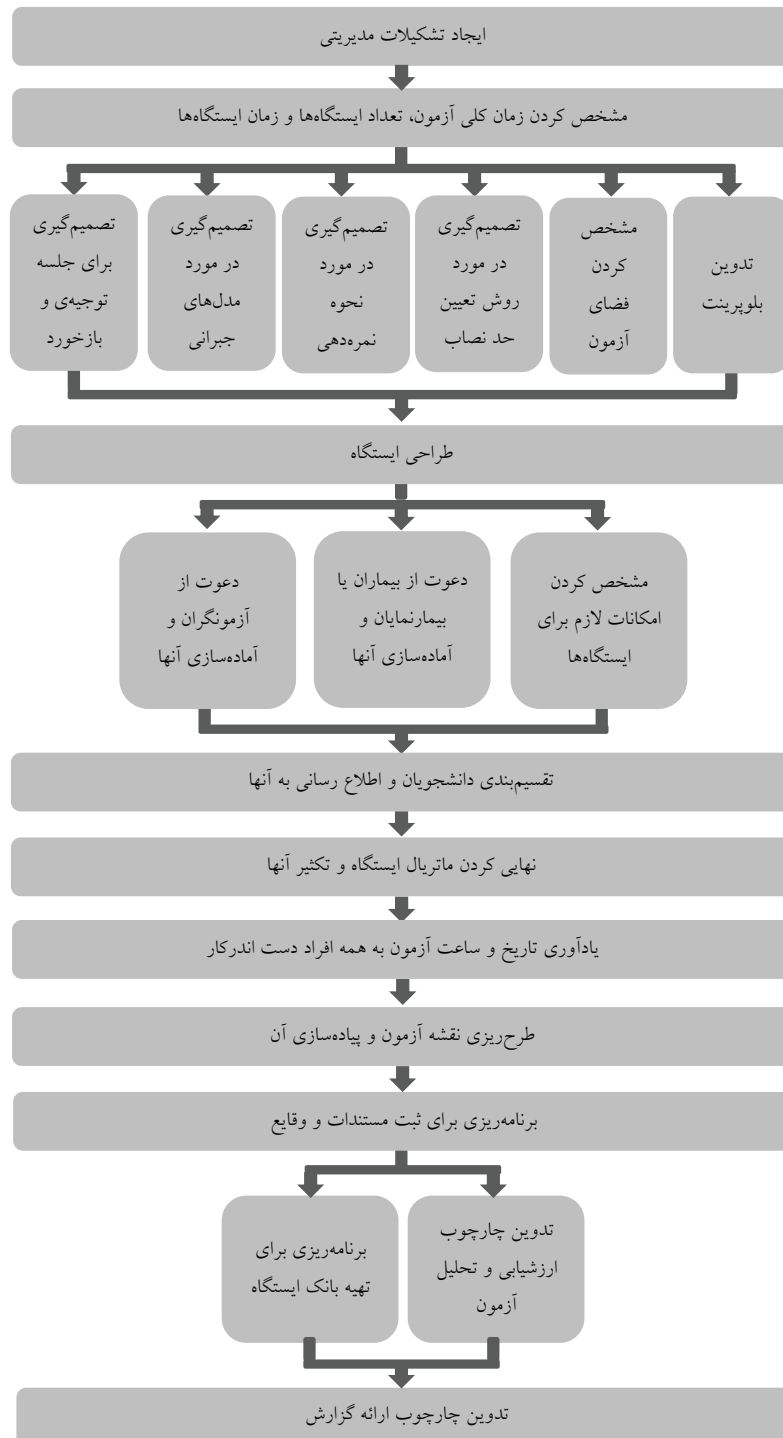 ایجاد تشکیلات مدیریتی
مشخص کردن زمان کلی آزمون، تعداد ایستگاه‌ها و زمان ایستگاه‌ها
تدوین
بلوپرینت
مشخص
کردن
فضای
آزمون
تصمیم‌گیری
در مورد
روش تعیین
حد نصاب
تصمیم‌گیری
در مورد
نحوه
نمره‌دهی
تصمیم‌گیری
در مورد
مدل‌های
جبرانی
تصمیم‌گیری
برای جلسه
توجیه‌ی و
بازخورد
طراحی ایستگاه
مشخص کردن
امکانات لازم برای
ایستگاه‌ها
دعوت از بیماران یا
بیمارنمایان و
آماده‌سازی آنها
دعوت از
آزمونگران و
آماده‌سازی آنها
تقسیم‌بندی دانشجویان و اطلاع رسانی به آنها
نهایی کردن ماتریال ایستگاه و تکثیر آنها
یادآوری تاریخ و ساعت آزمون به همه افراد دست اندرکار
طرح‌ریزی نقشه آزمون و پیاده‌سازی آن
برنامه‌ریزی برای ثبت مستندات و وقایع
تدوین چارچوب
ارزشیابی و تحلیل
آزمون
برنامه‌ریزی برای
تهیه بانک ایستگاه
تدوین چارچوب ارائه گزارش